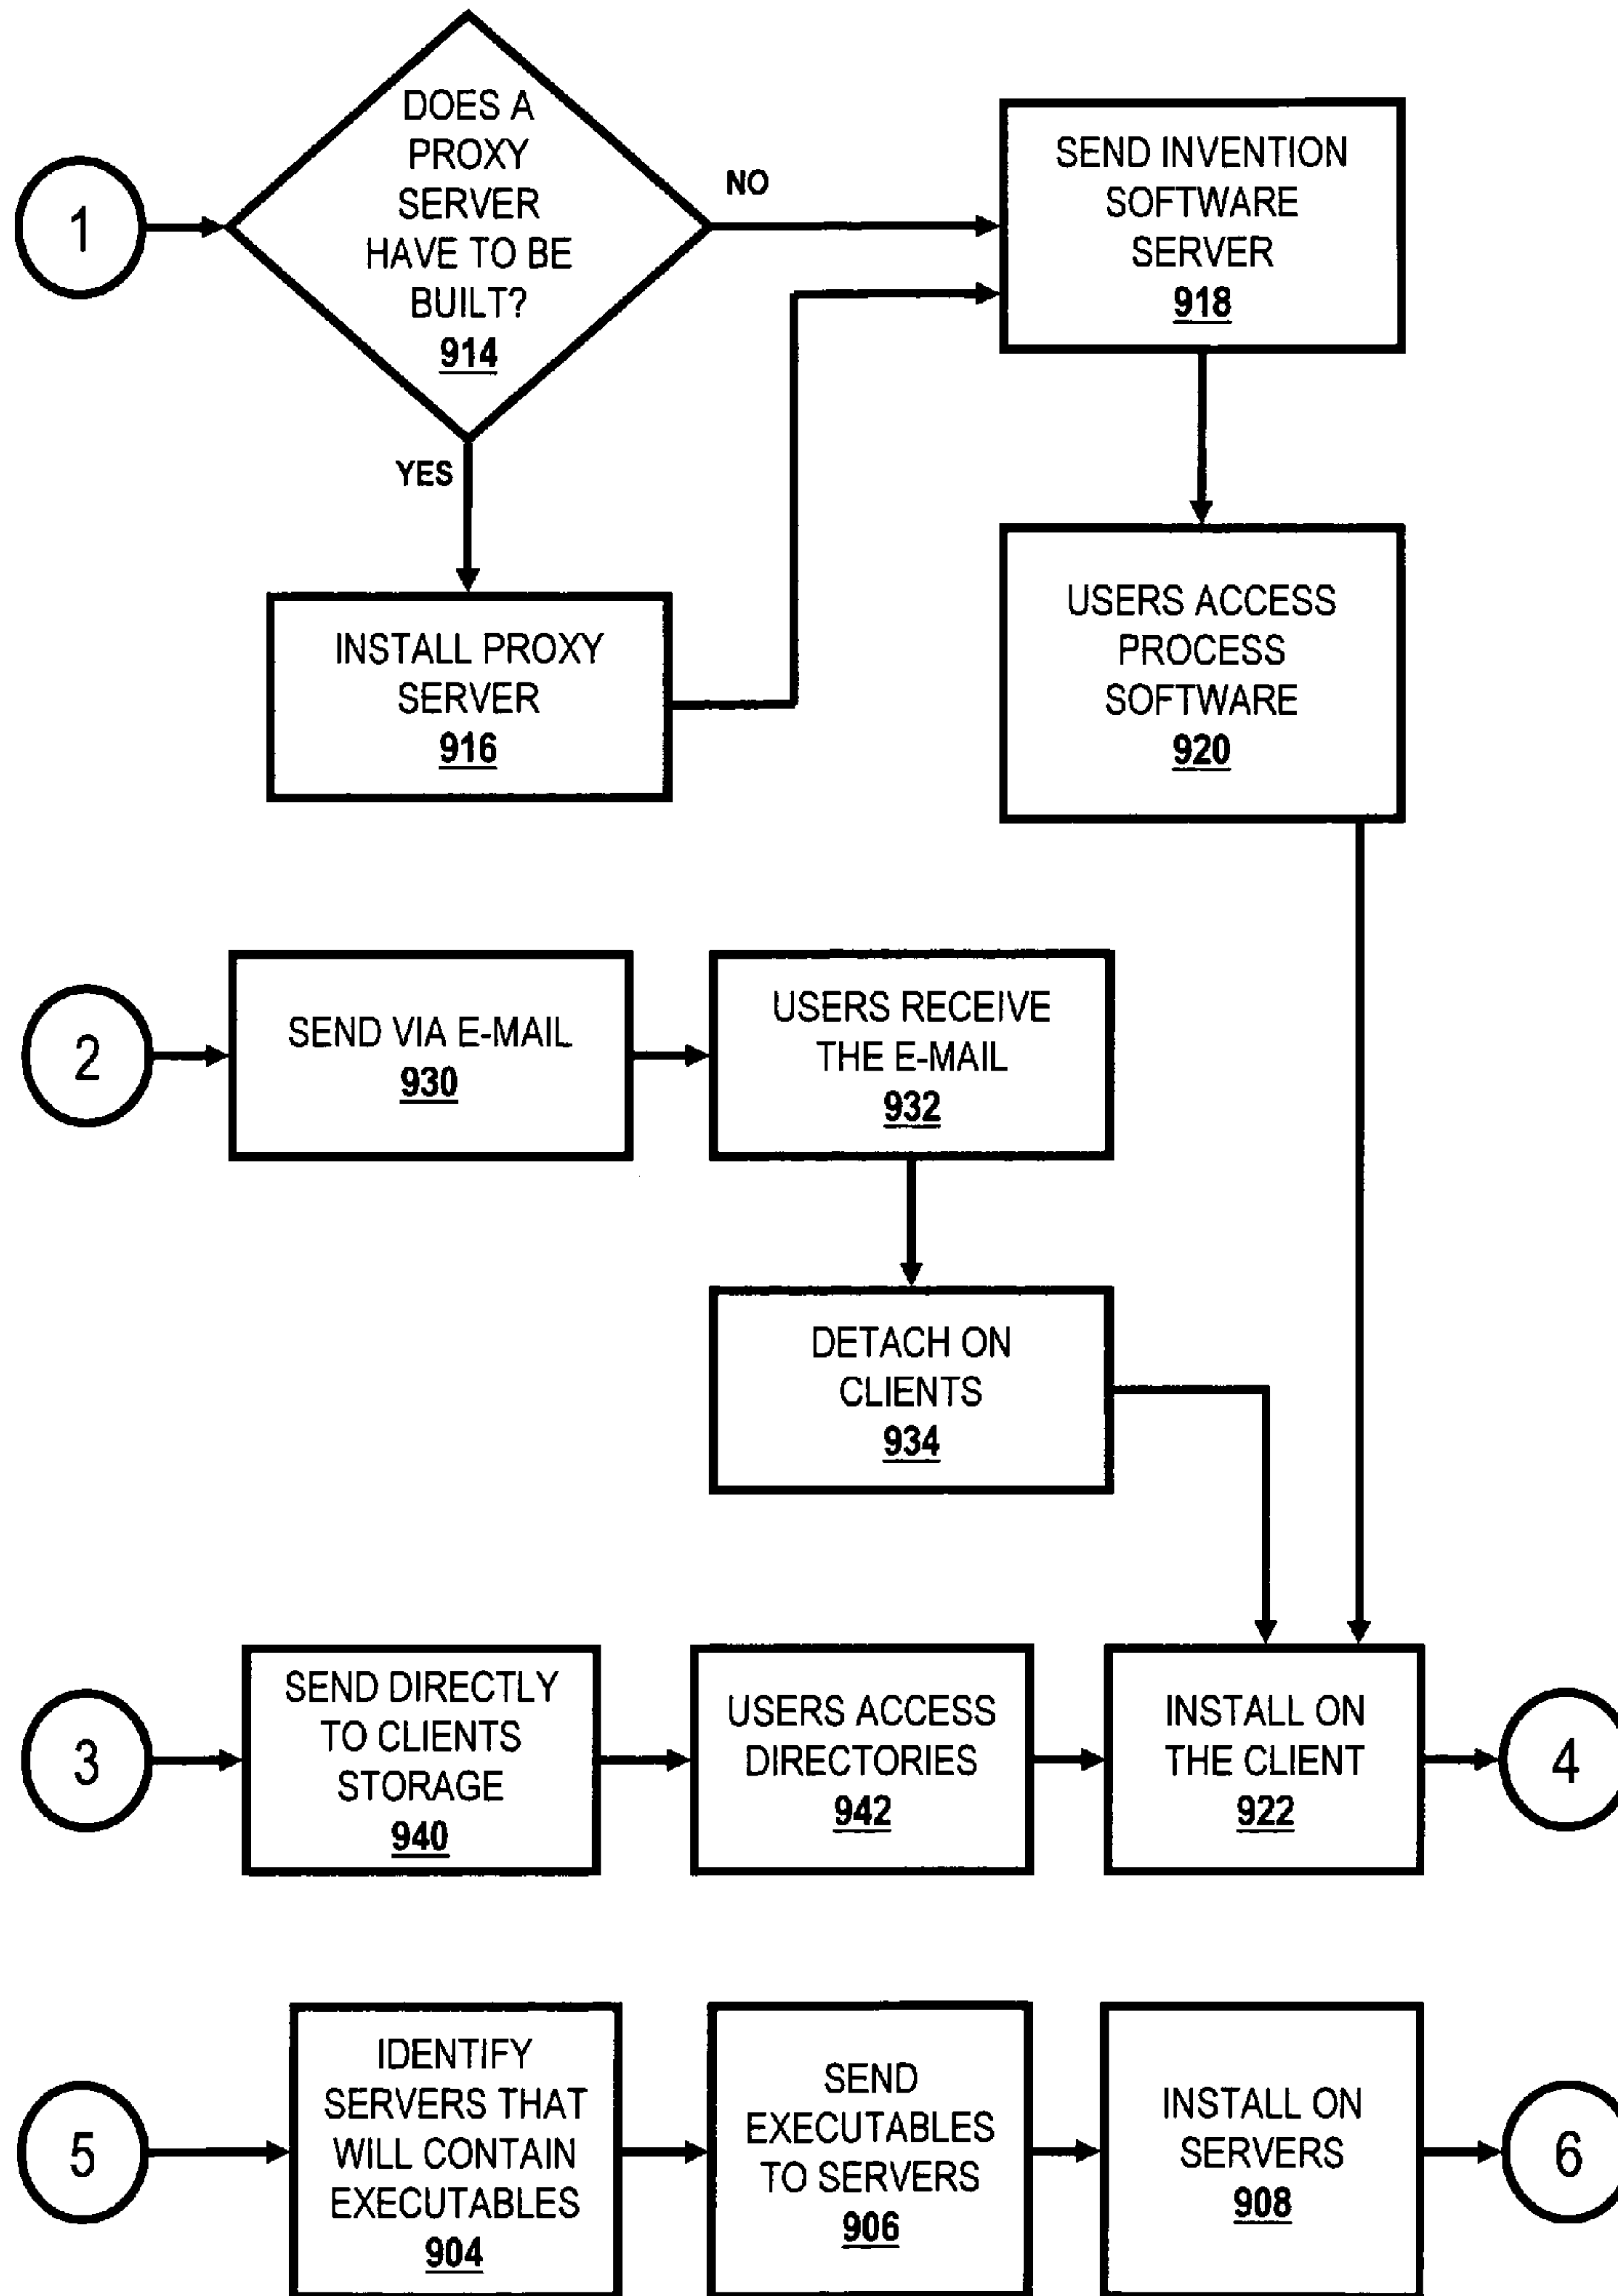 1
DOES A
PROXY
SERVER
HAVE TO BE
BUILT?
914
NO
YES
SEND INVENTION
SOFTWARE
SERVER
918
INSTALL PROXY
SERVER
916
USERS ACCESS
PROCESS
SOFTWARE
920
2
SEND VIA E-MAIL
930
USERS RECEIVE
THE E-MAIL
932
DETACH ON
CLIENTS
934
3
SEND DIRECTLY
TO CLIENTS
STORAGE
940
USERS ACCESS
DIRECTORIES
942
INSTALL ON
THE CLIENT
922
4
5
IDENTIFY
SERVERS THAT
WILL CONTAIN
EXECUTABLES
904
SEND
EXECUTABLES
TO SERVERS
906
INSTALL ON
SERVERS
908
6